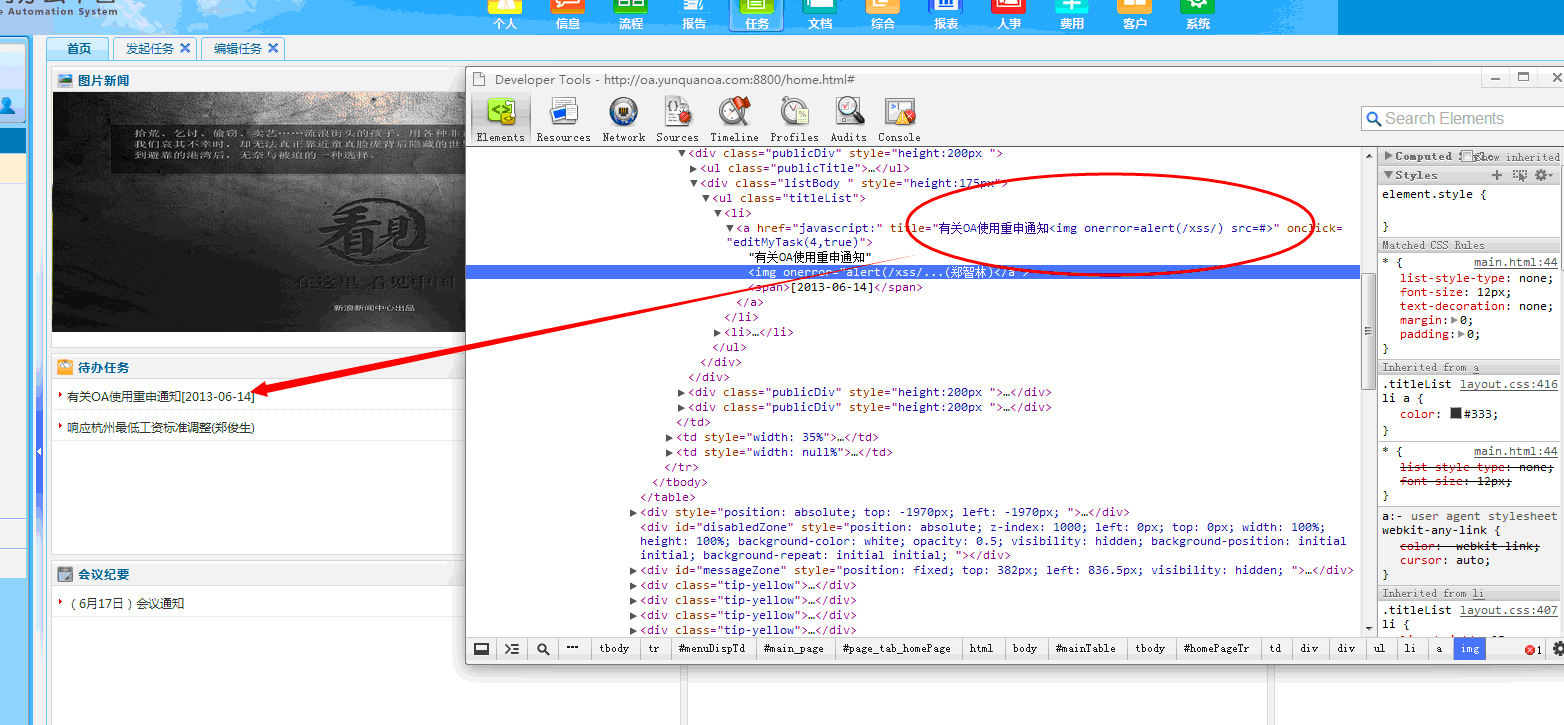 e Automation System
个人 信息 流程 报告 任务 文档 综合 报表 人事 费用 客户 系统
首页 发起任务 编辑任务
图片新闻
拾荒、乞讨、偷窃、卖艺……流浪街头的孩子,用各种非
我们哀其不幸时,却无法真正靠近童真脸庞背后隐藏的世
到避靠的港湾后,无奈与被迫的一种选择。
看见
在这里 看见中国
新浪新闻中心出品
待办任务
有关OA使用重申通知[2013-06-14]
响应杭州最低工资标准调整(郑俊生)
会议纪要
(6月17日)会议通知
Developer Tools - http://oa.yunquanoa.com:8800/home.html#
Elements Resources Network Sources Timeline Profiles Audits Console
Search Elements
<div class="publicDiv" style="height:200px ">
<ul class="publicTitle">…</ul>
<div class="listBody " style="height:175px">
<ul class="titleList">
<li>
<a href="javascript:" title="有关OA使用重申通知<img onerror=alert(/xss/) src=#>" onclick=
"editMyTask(4,true)">
"有关OA使用重申通知"
<img onerror="alert(/xss/...(郑智林)</a">
<span>[2013-06-14]</span>
</a>
</li>
<li>…</li>
</ul>
</div>
</div>
<div class="publicDiv" style="height:200px ">…</div>
<div class="publicDiv" style="height:200px ">…</div>
</td>
<td style="width: 35%">…</td>
<td style="width: null%">…</td>
</tr>
</tbody>
</table>
<div style="position: absolute; top: -1970px; left: -1970px; ">…</div>
<div id="disabledZone" style="position: absolute; z-index: 1000; left: 0px; top: 0px; width: 100%;
height: 100%; background-color: white; opacity: 0.5; visibility: hidden; background-position: initial
initial; background-repeat: initial initial; "></div>
<div id="messageZone" style="position: fixed; top: 382px; left: 836.5px; visibility: hidden; ">…</div>
<div class="tip-yellow">…</div>
<div class="tip-yellow">…</div>
<div class="tip-yellow">…</div>
<div class="tip-yellow">…</div>
Computed Show inherited
Styles
element.style {
}
Matched CSS Rules
* { main.html:44
list-style-type: none;
font-size: 12px;
text-decoration: none;
margin: 0;
padding: 0;
}
Inherited from a
.titleList layout.css:416
li a {
color: #333;
}
* { main.html:44
list-style-type: none;
font-size: 12px;
}
a:- user agent stylesheet
webkit-any-link {
color: -webkit-link;
cursor: auto;
}
Inherited from li
.titleList layout.css:407
li {
tbody tr #menuDispTd #main_page #page_tab_homePage html body #mainTable tbody #homePageTr td div div ul li a img 1